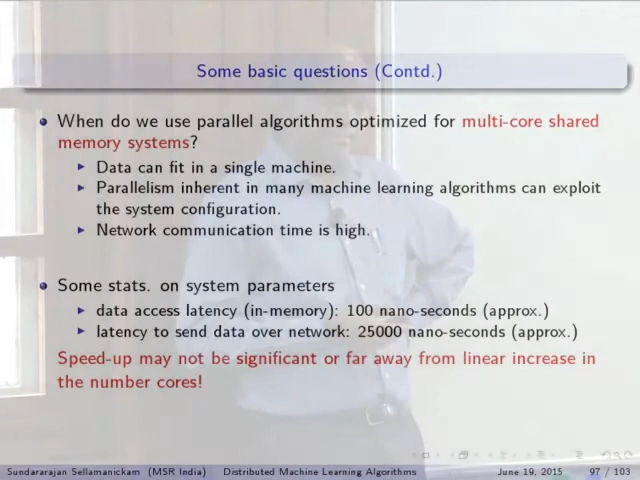 Some basic questions (Contd.)
When do we use parallel algorithms optimized for multi-core shared
memory systems?
Data can fit in a single machine.
Parallelism inherent in many machine learning algorithms can exploit
the system configuration.
Network communication time is high.
Some stats. on system parameters
data access latency (in-memory): 100 nano-seconds (approx.)
latency to send data over network: 25000 nano-seconds (approx.)
Speed-up may not be significant or far away from linear increase in
the number cores!
Sundararajan Sellamanickam (MSR India) Distributed Machine Learning Algorithms June 19, 2015 97 / 103